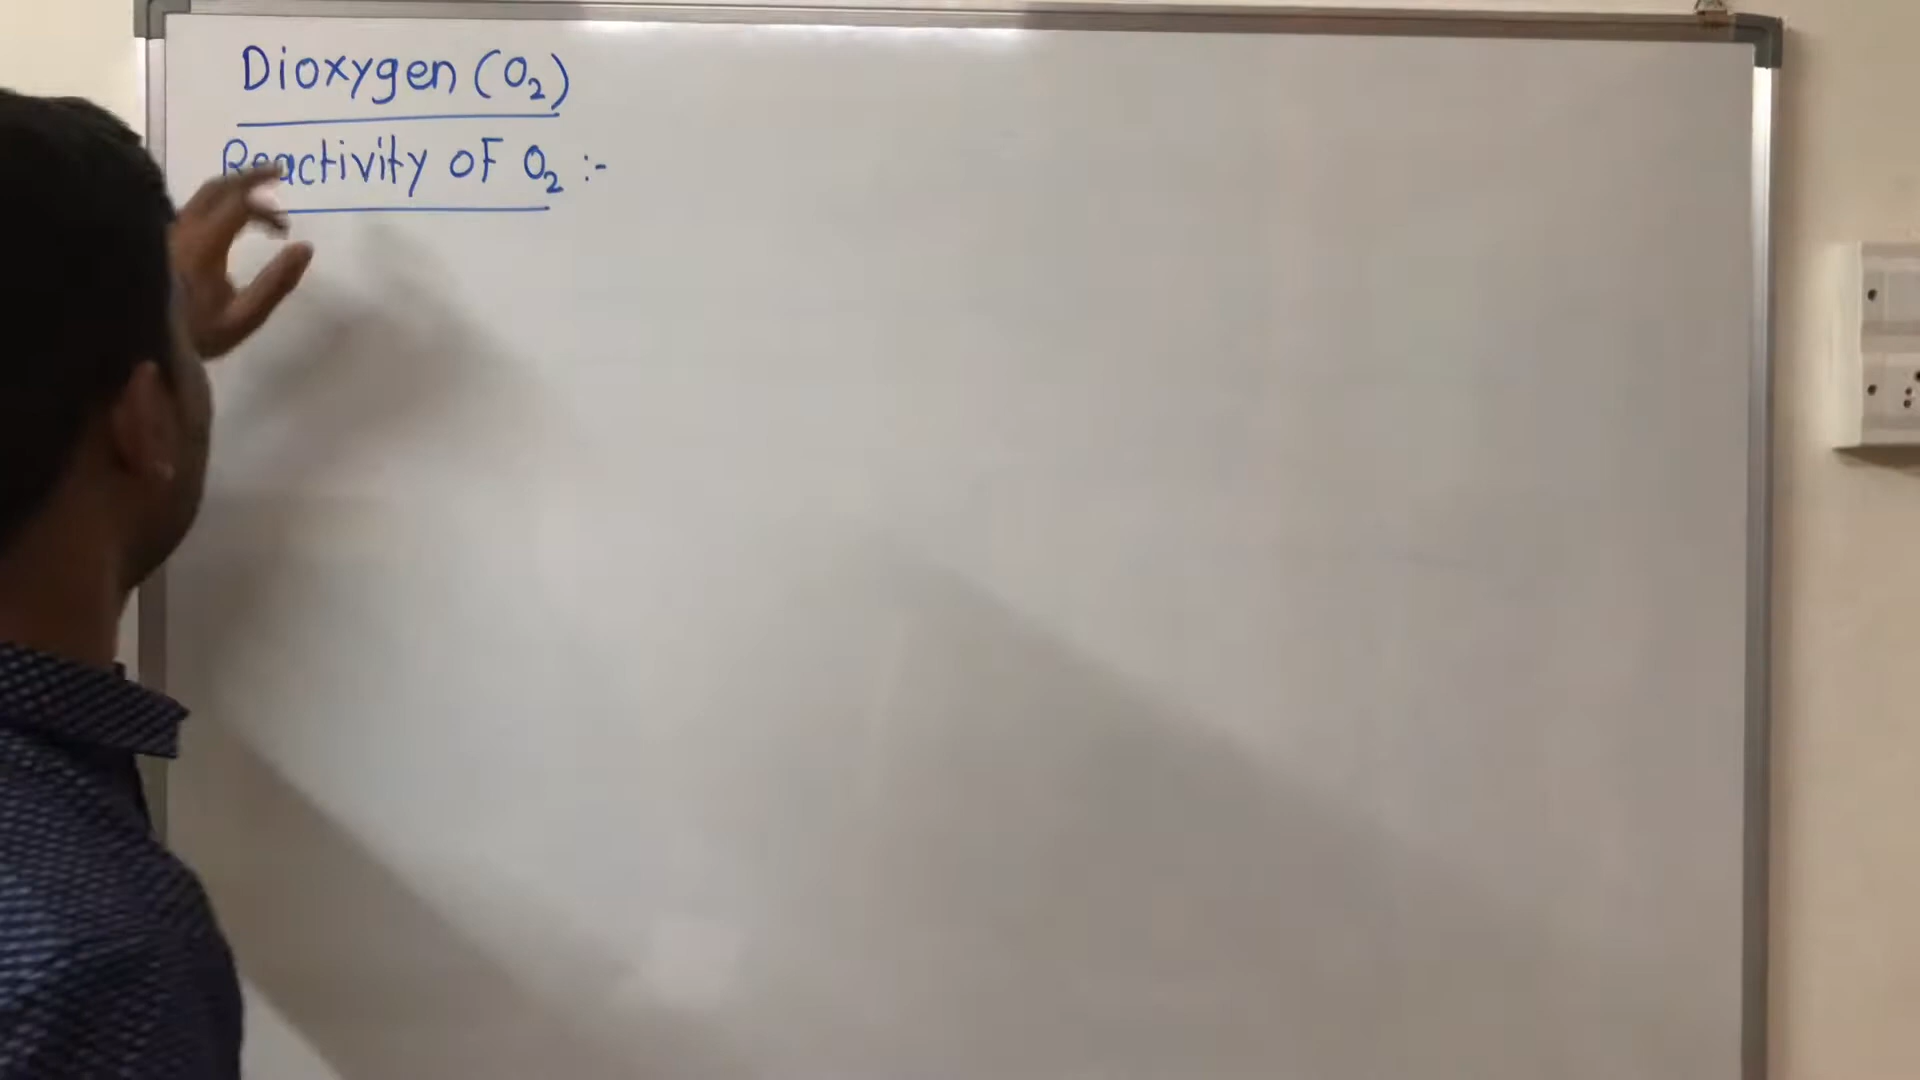 Dioxygen (O₂)
Reactivity of O₂ :-